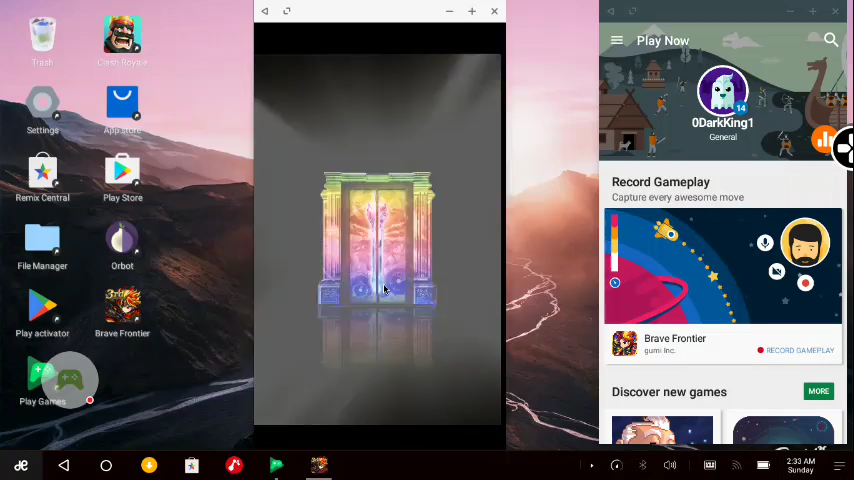 Trash
Clash Royale
Settings
App store
Remix Central
Play Store
File Manager
Orbot
Play activator
Brave Frontier
Play Games
Play Now
14
0DarkKing1
General
Record Gameplay
Capture every awesome move
Brave Frontier
gumi Inc.
RECORD GAMEPLAY
Discover new games
MORE
2:33 AM
Sunday